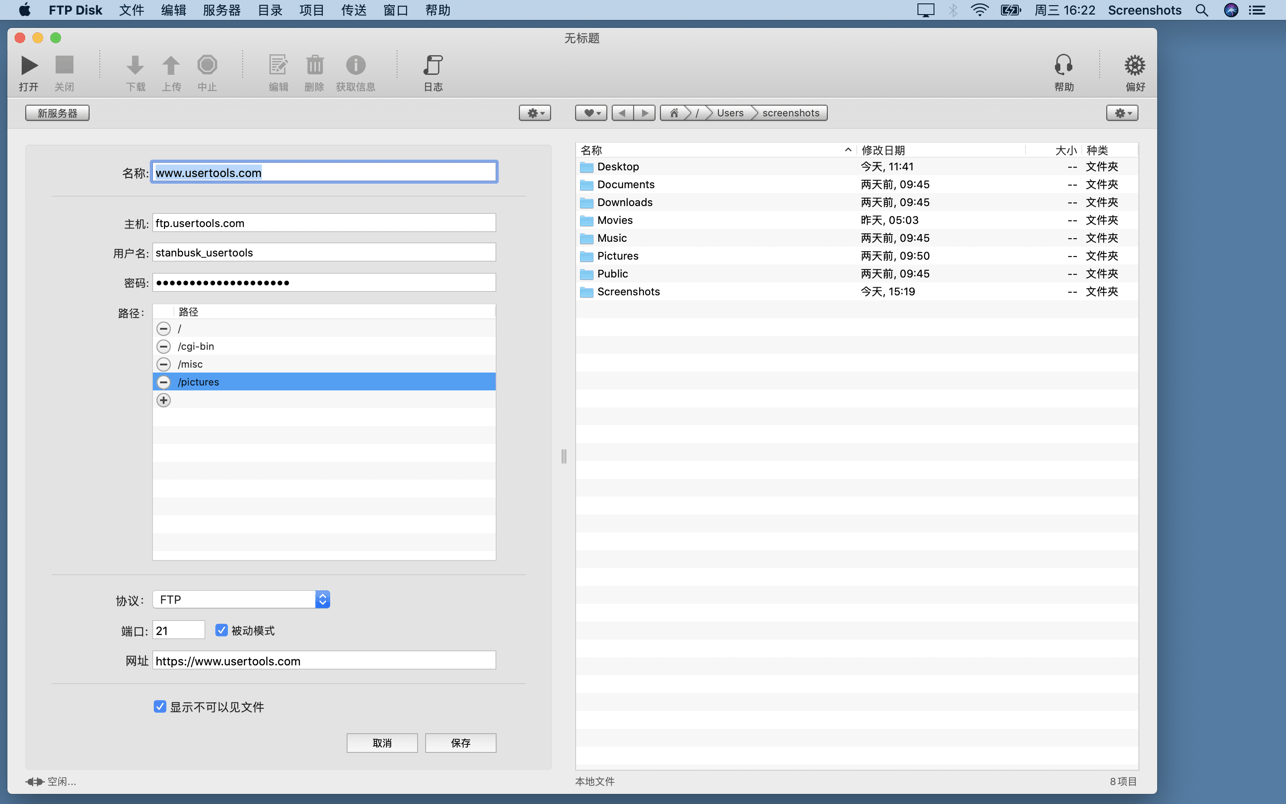 FTP Disk 文件 编辑 服务器 目录 项目 传送 窗口 帮助 周三 16:22 Screenshots
无标题
打开 关闭 下载 上传 中止 编辑 删除 获取信息 日志 帮助 偏好
新服务器 / Users screenshots
名称: www.usertools.com
主机: ftp.usertools.com
用户名: stanbusk_usertools
密码: ••••••••••••••••••••
路径: 路径
/
/cgi-bin
/misc
/pictures
协议: FTP
端口: 21 被动模式
网址 https://www.usertools.com
显示不可以见文件
取消 保存
空闲...
名称 修改日期 大小 种类
Desktop 今天, 11:41 -- 文件夹
Documents 两天前, 09:45 -- 文件夹
Downloads 两天前, 09:45 -- 文件夹
Movies 昨天, 05:03 -- 文件夹
Music 两天前, 09:45 -- 文件夹
Pictures 两天前, 09:50 -- 文件夹
Public 两天前, 09:45 -- 文件夹
Screenshots 今天, 15:19 -- 文件夹
本地文件 8 项目